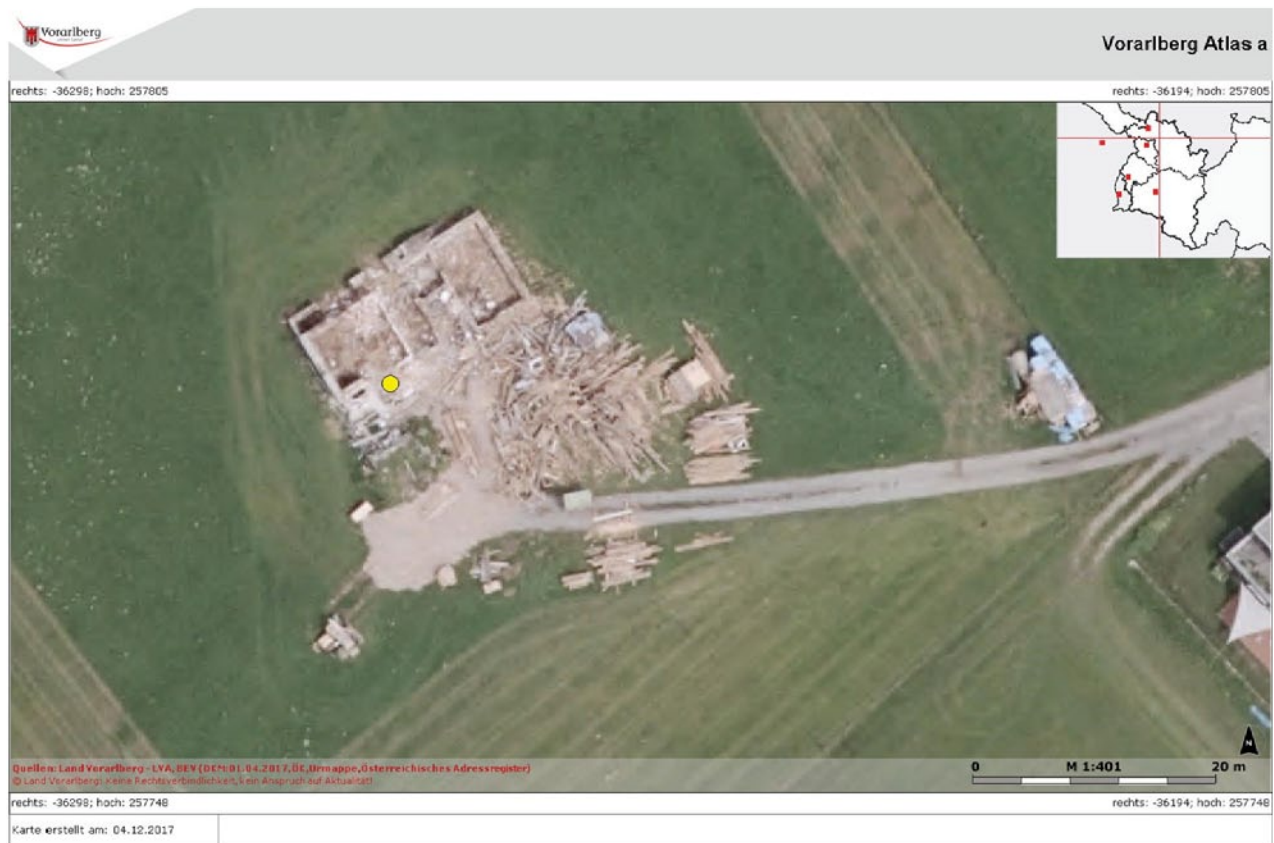 Vorarlberg
Vorarlberg Atlas a
rechts: -36298; hoch: 257805
rechts: -36194; hoch: 257805
N
Quellen: Land Vorarlberg - LVA, BEV (DKM:01.04.2017, ÖK, Urmappe, Österreichisches Adressregister)
© Land Vorarlberg: Keine Rechtsverbindlichkeit, kein Anspruch auf Aktualität!
0 M 1:401 20 m
rechts: -36298; hoch: 257748
rechts: -36194; hoch: 257748
Karte erstellt am: 04.12.2017